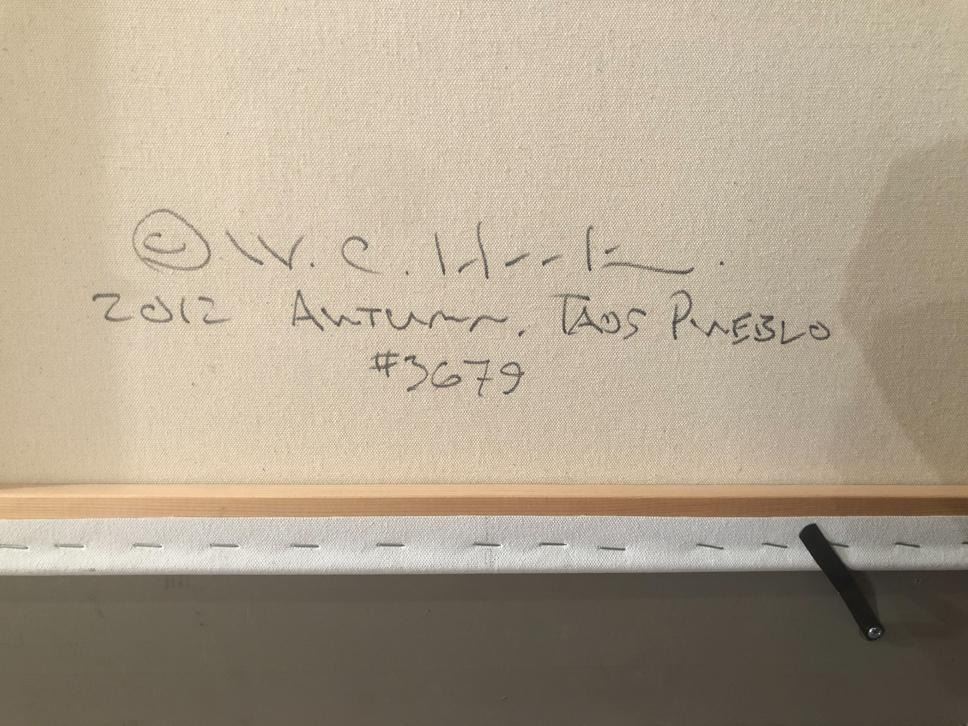 © W. C. 
2012 AUTUMN, TAOS PUEBLO
#3679